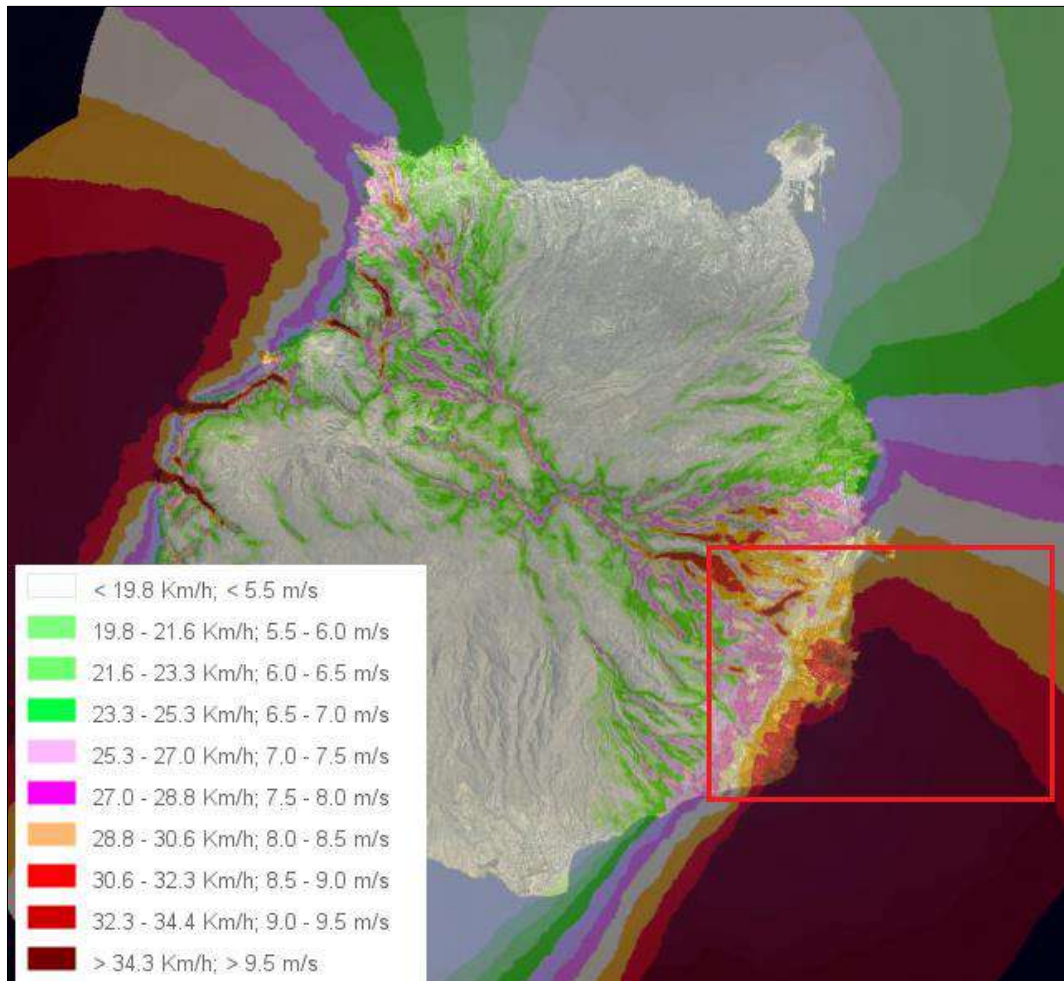 < 19.8 Km/h; < 5.5 m/s
19.8 - 21.6 Km/h; 5.5 - 6.0 m/s
21.6 - 23.3 Km/h; 6.0 - 6.5 m/s
23.3 - 25.3 Km/h; 6.5 - 7.0 m/s
25.3 - 27.0 Km/h; 7.0 - 7.5 m/s
27.0 - 28.8 Km/h; 7.5 - 8.0 m/s
28.8 - 30.6 Km/h; 8.0 - 8.5 m/s
30.6 - 32.3 Km/h; 8.5 - 9.0 m/s
32.3 - 34.4 Km/h; 9.0 - 9.5 m/s
> 34.3 Km/h; > 9.5 m/s